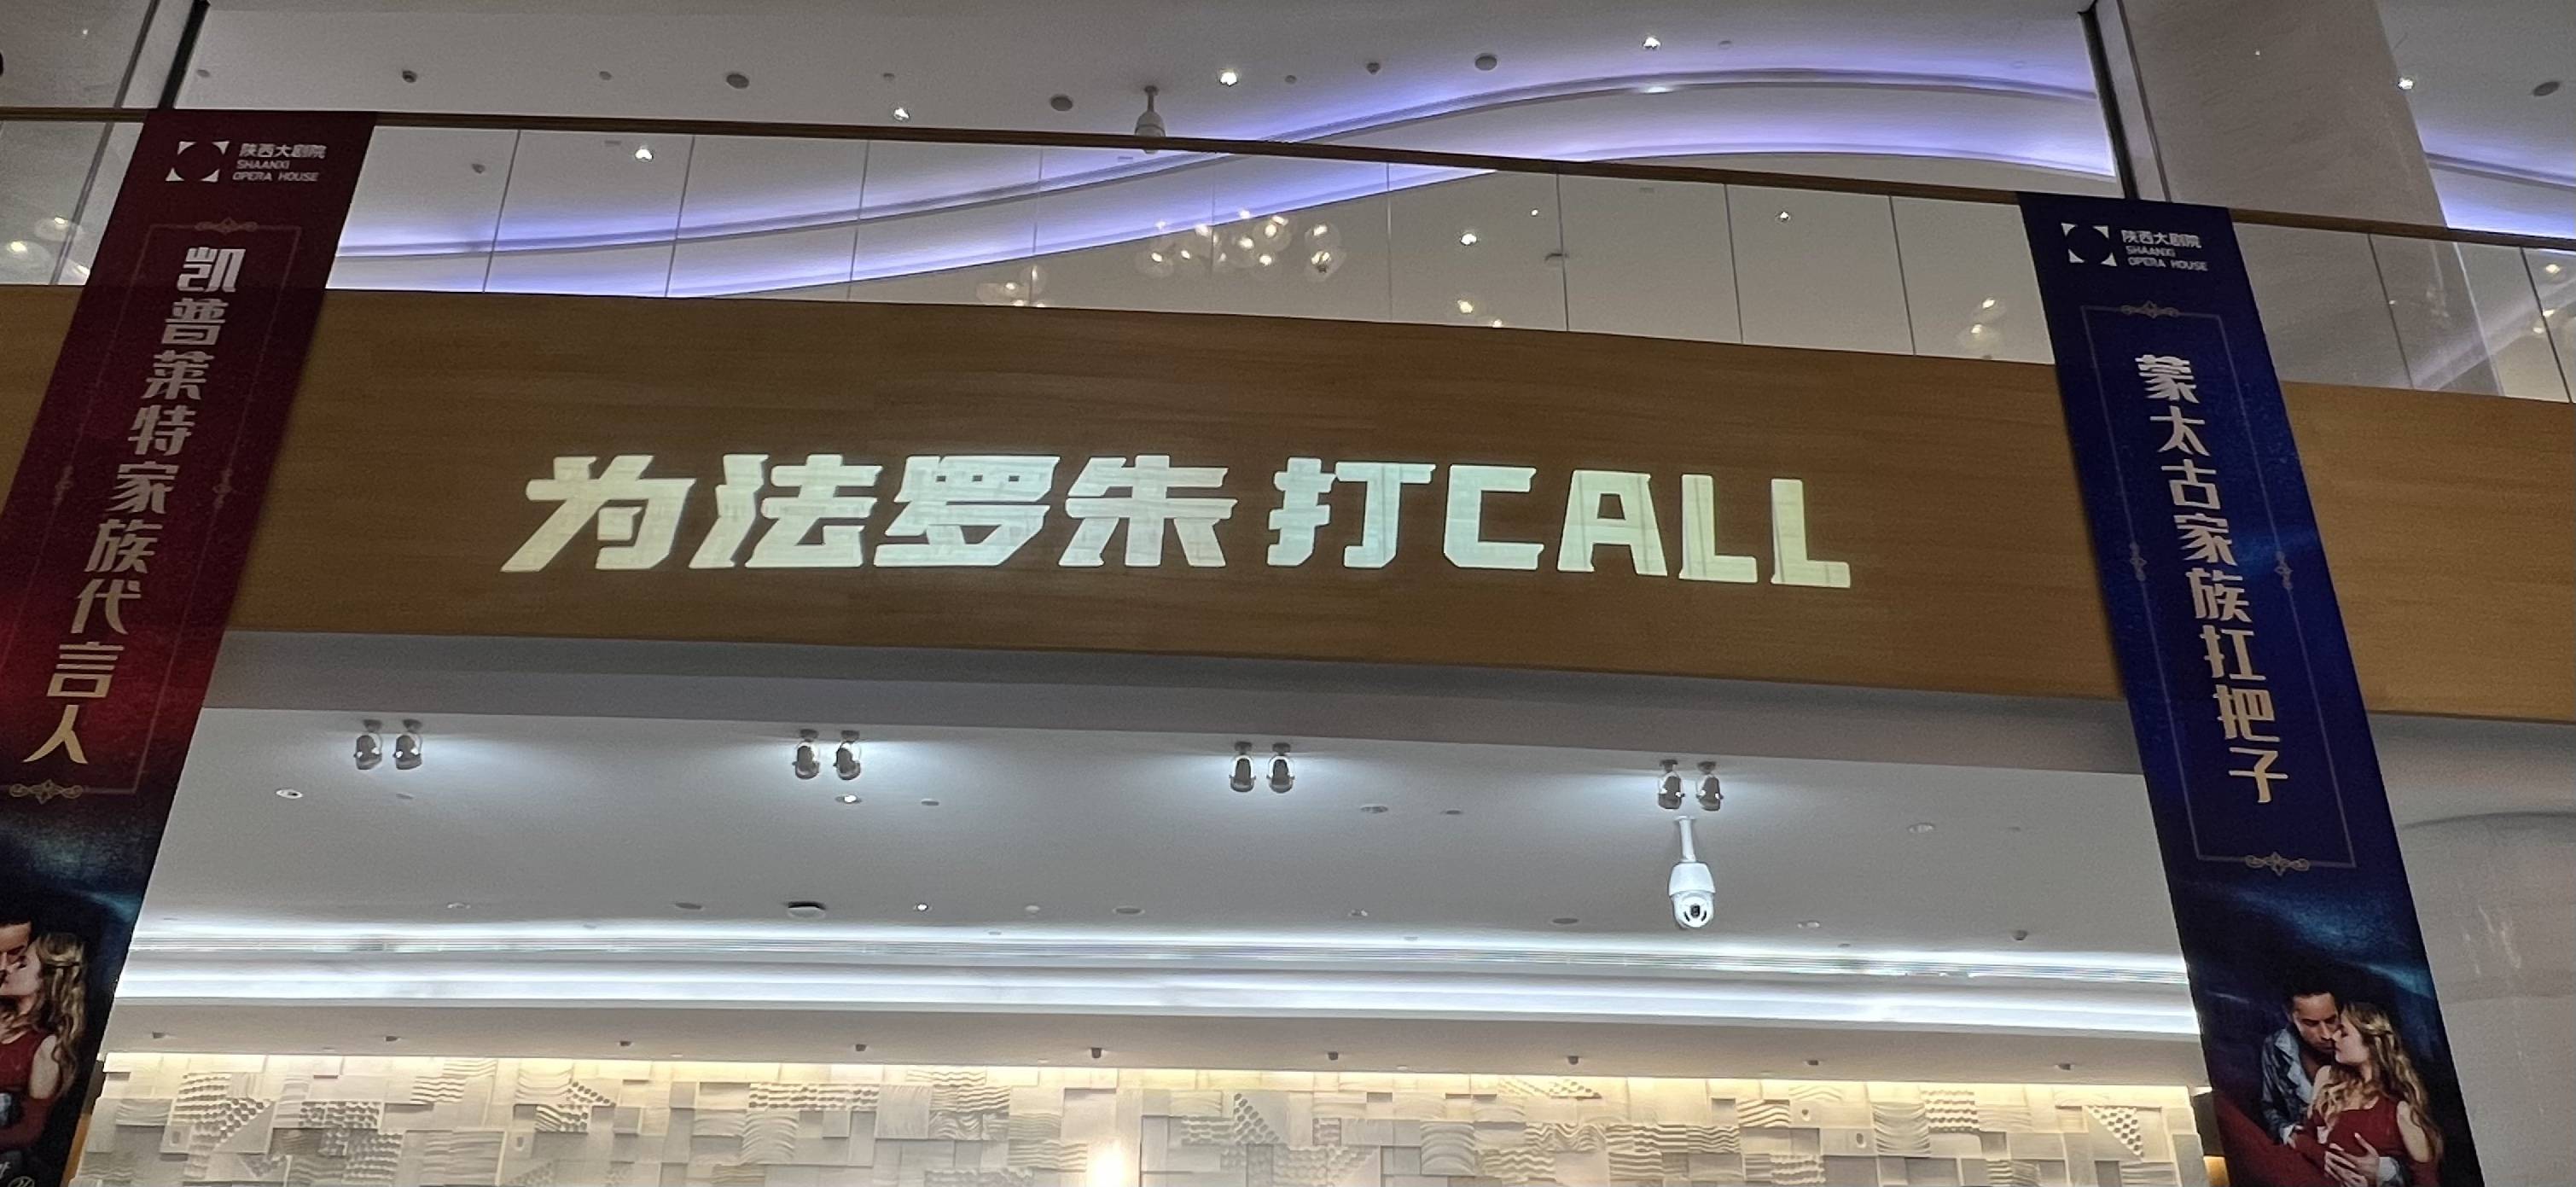 陕西大剧院
SHAANXI
OPERA HOUSE
凯普莱特家族代言人
为法罗朱 打CALL
陕西大剧院
SHAANXI
OPERA HOUSE
蒙太古家族扛把子